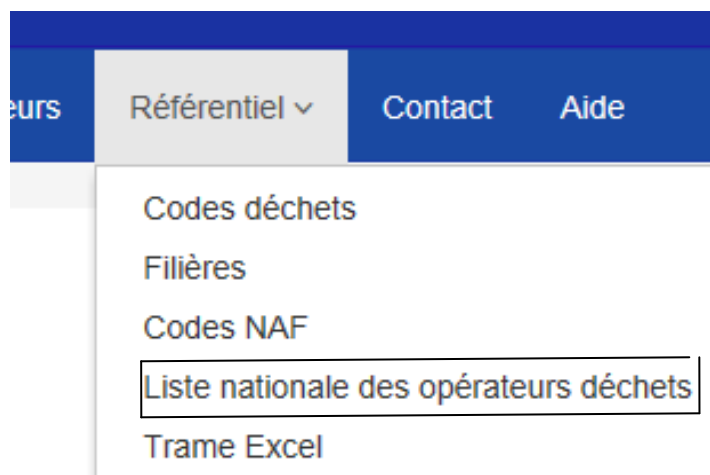 eurs Référentiel Contact Aide
Codes déchets
Filières
Codes NAF
Liste nationale des opérateurs déchets
Trame Excel